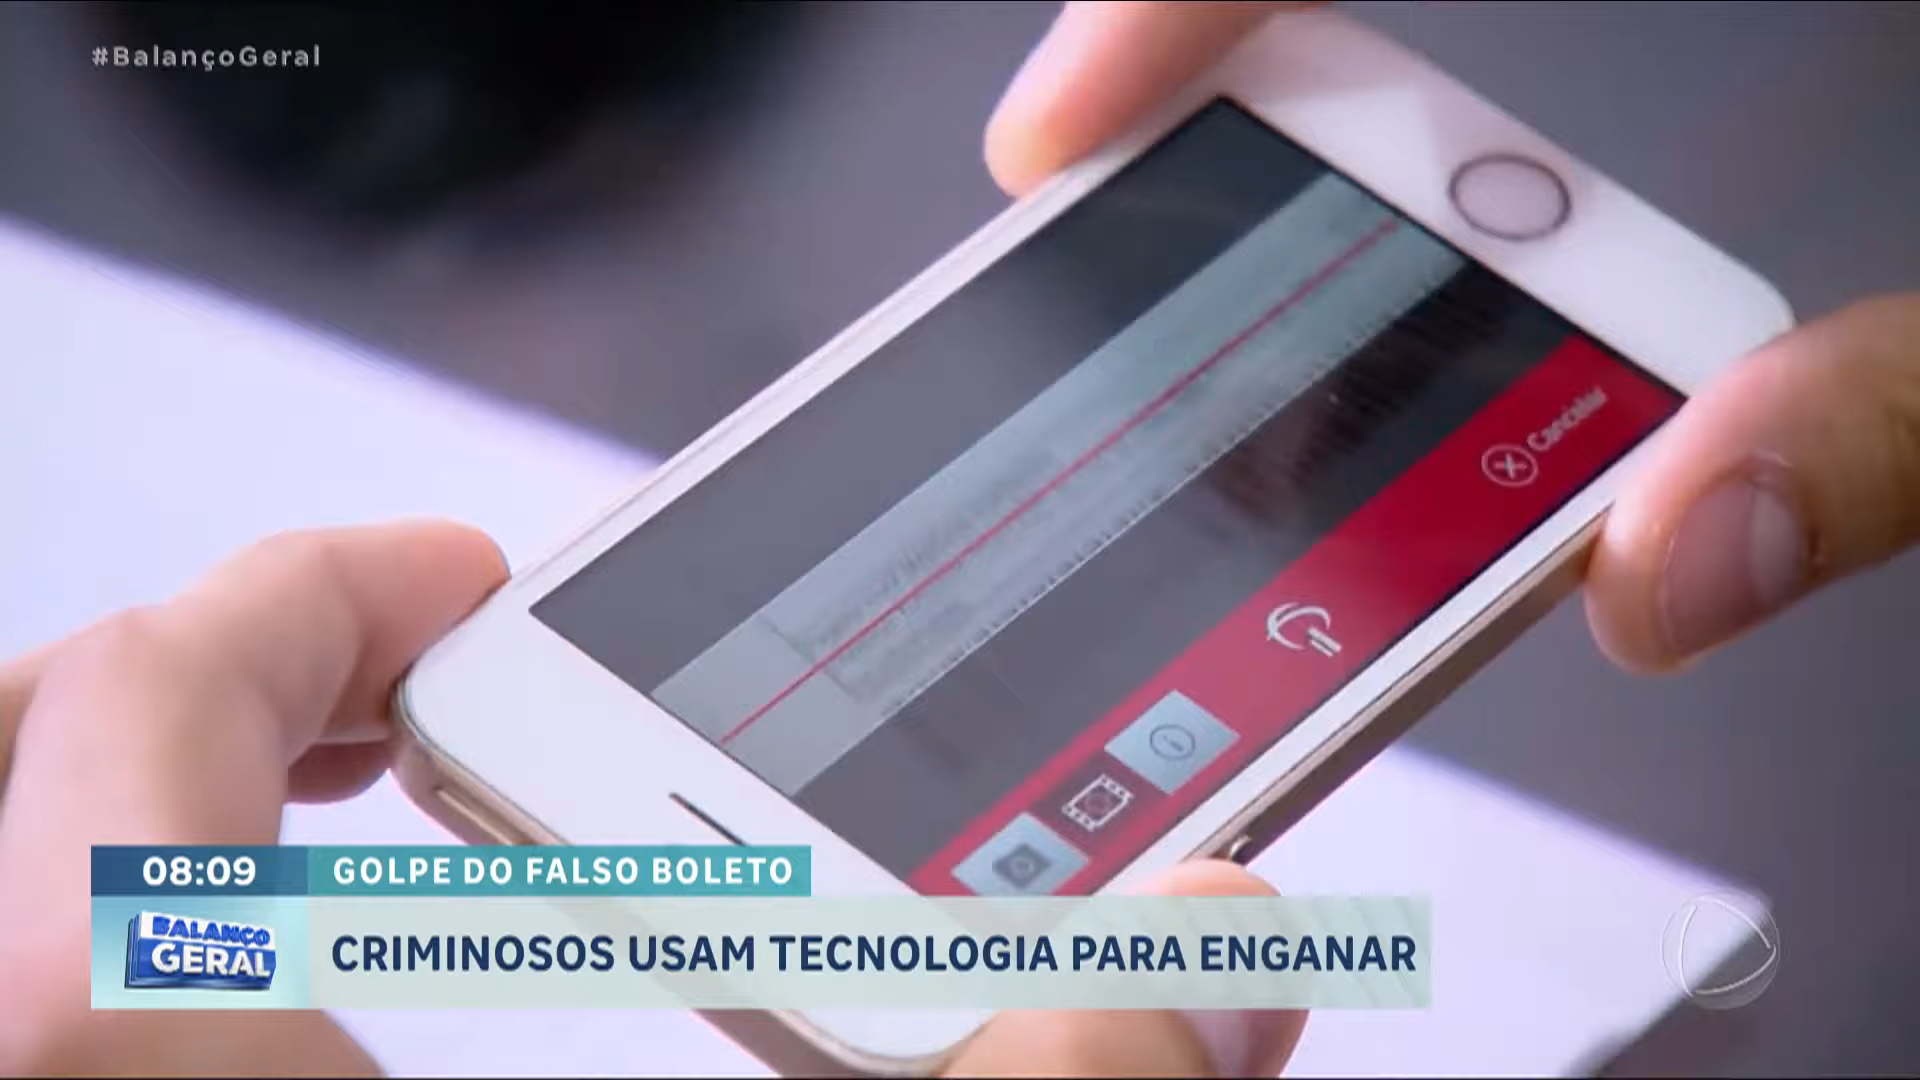 #BalançoGeral
Cancelar
08:09
GOLPE DO FALSO BOLETO
BALANÇO
GERAL
CRIMINOSOS USAM TECNOLOGIA PARA ENGANAR